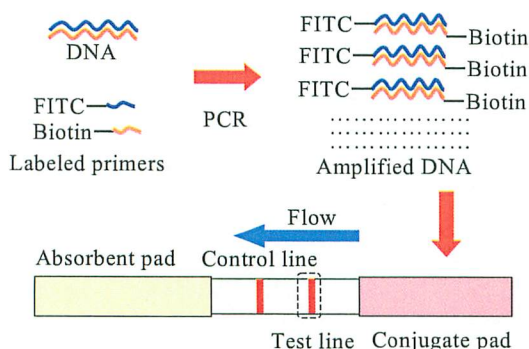 DNA
FITC
Biotin
Labeled primers
PCR
FITC
Biotin
FITC
Biotin
FITC
Biotin
Amplified DNA
Flow
Absorbent pad
Control line
Test line
Conjugate pad